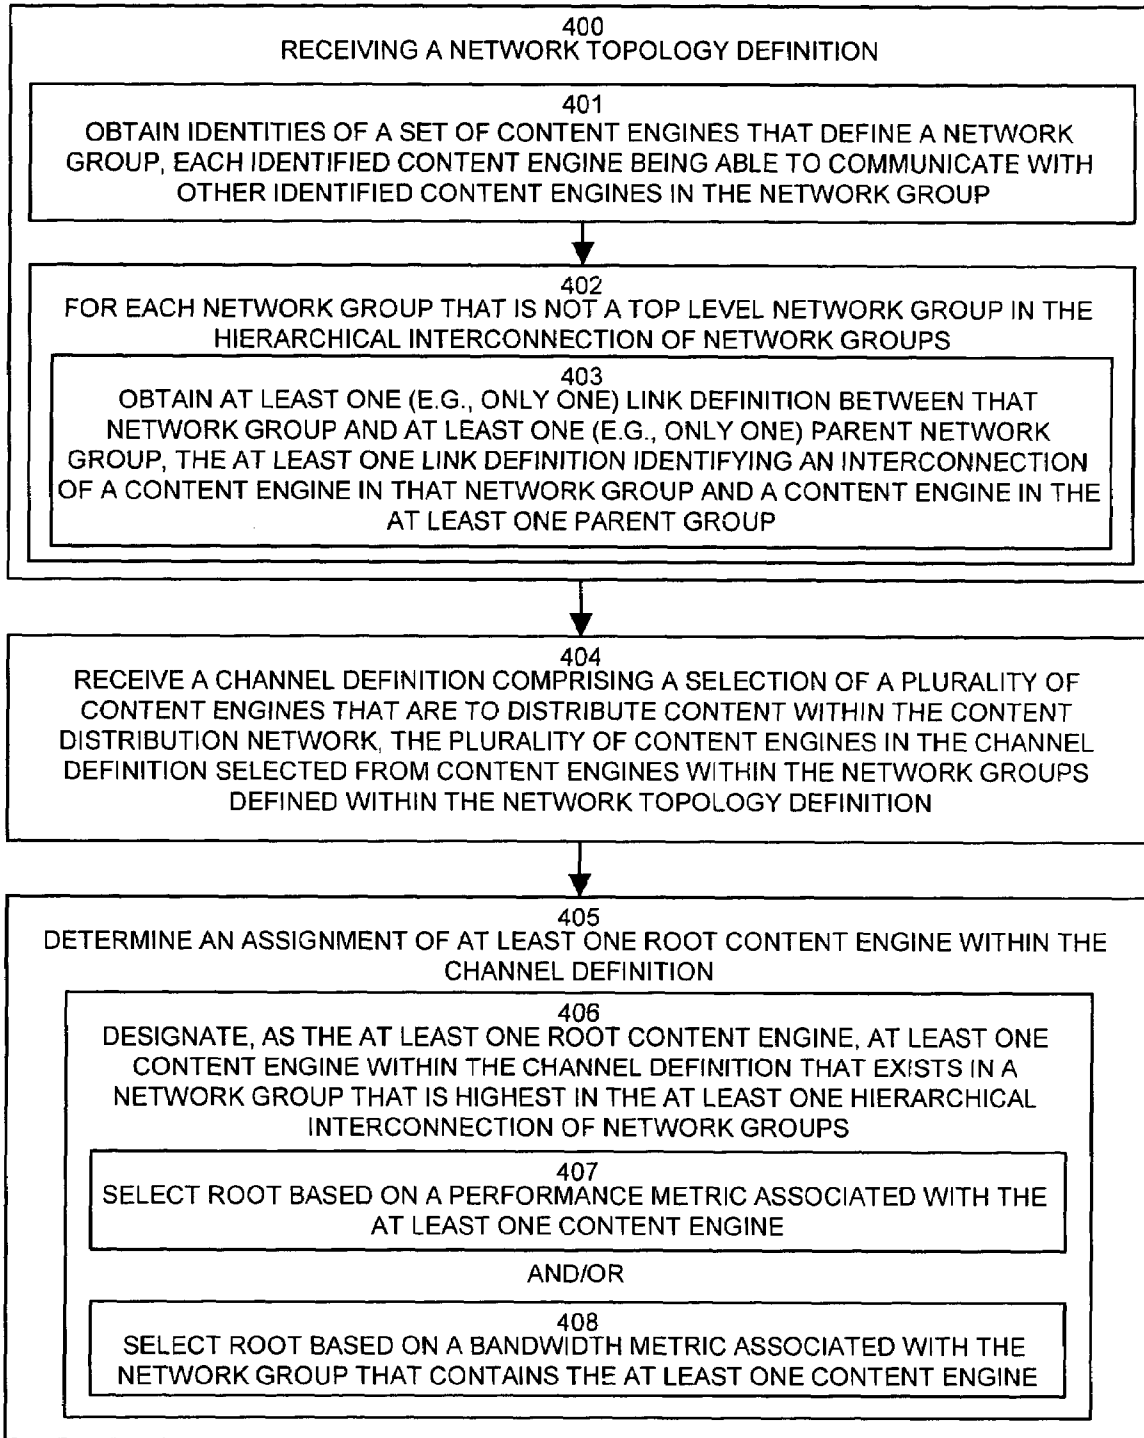 400
RECEIVING A NETWORK TOPOLOGY DEFINITION
401
OBTAIN IDENTITIES OF A SET OF CONTENT ENGINES THAT DEFINE A NETWORK
GROUP, EACH IDENTIFIED CONTENT ENGINE BEING ABLE TO COMMUNICATE WITH
OTHER IDENTIFIED CONTENT ENGINES IN THE NETWORK GROUP
402
FOR EACH NETWORK GROUP THAT IS NOT A TOP LEVEL NETWORK GROUP IN THE
HIERARCHICAL INTERCONNECTION OF NETWORK GROUPS
403
OBTAIN AT LEAST ONE (E.G., ONLY ONE) LINK DEFINITION BETWEEN THAT
NETWORK GROUP AND AT LEAST ONE (E.G., ONLY ONE) PARENT NETWORK
GROUP, THE AT LEAST ONE LINK DEFINITION IDENTIFYING AN INTERCONNECTION
OF A CONTENT ENGINE IN THAT NETWORK GROUP AND A CONTENT ENGINE IN THE
AT LEAST ONE PARENT GROUP
404
RECEIVE A CHANNEL DEFINITION COMPRISING A SELECTION OF A PLURALITY OF
CONTENT ENGINES THAT ARE TO DISTRIBUTE CONTENT WITHIN THE CONTENT
DISTRIBUTION NETWORK, THE PLURALITY OF CONTENT ENGINES IN THE CHANNEL
DEFINITION SELECTED FROM CONTENT ENGINES WITHIN THE NETWORK GROUPS
DEFINED WITHIN THE NETWORK TOPOLOGY DEFINITION
405
DETERMINE AN ASSIGNMENT OF AT LEAST ONE ROOT CONTENT ENGINE WITHIN THE
CHANNEL DEFINITION
406
DESIGNATE, AS THE AT LEAST ONE ROOT CONTENT ENGINE, AT LEAST ONE
CONTENT ENGINE WITHIN THE CHANNEL DEFINITION THAT EXISTS IN A
NETWORK GROUP THAT IS HIGHEST IN THE AT LEAST ONE HIERARCHICAL
INTERCONNECTION OF NETWORK GROUPS
407
SELECT ROOT BASED ON A PERFORMANCE METRIC ASSOCIATED WITH THE
AT LEAST ONE CONTENT ENGINE
AND/OR
408
SELECT ROOT BASED ON A BANDWIDTH METRIC ASSOCIATED WITH THE
NETWORK GROUP THAT CONTAINS THE AT LEAST ONE CONTENT ENGINE